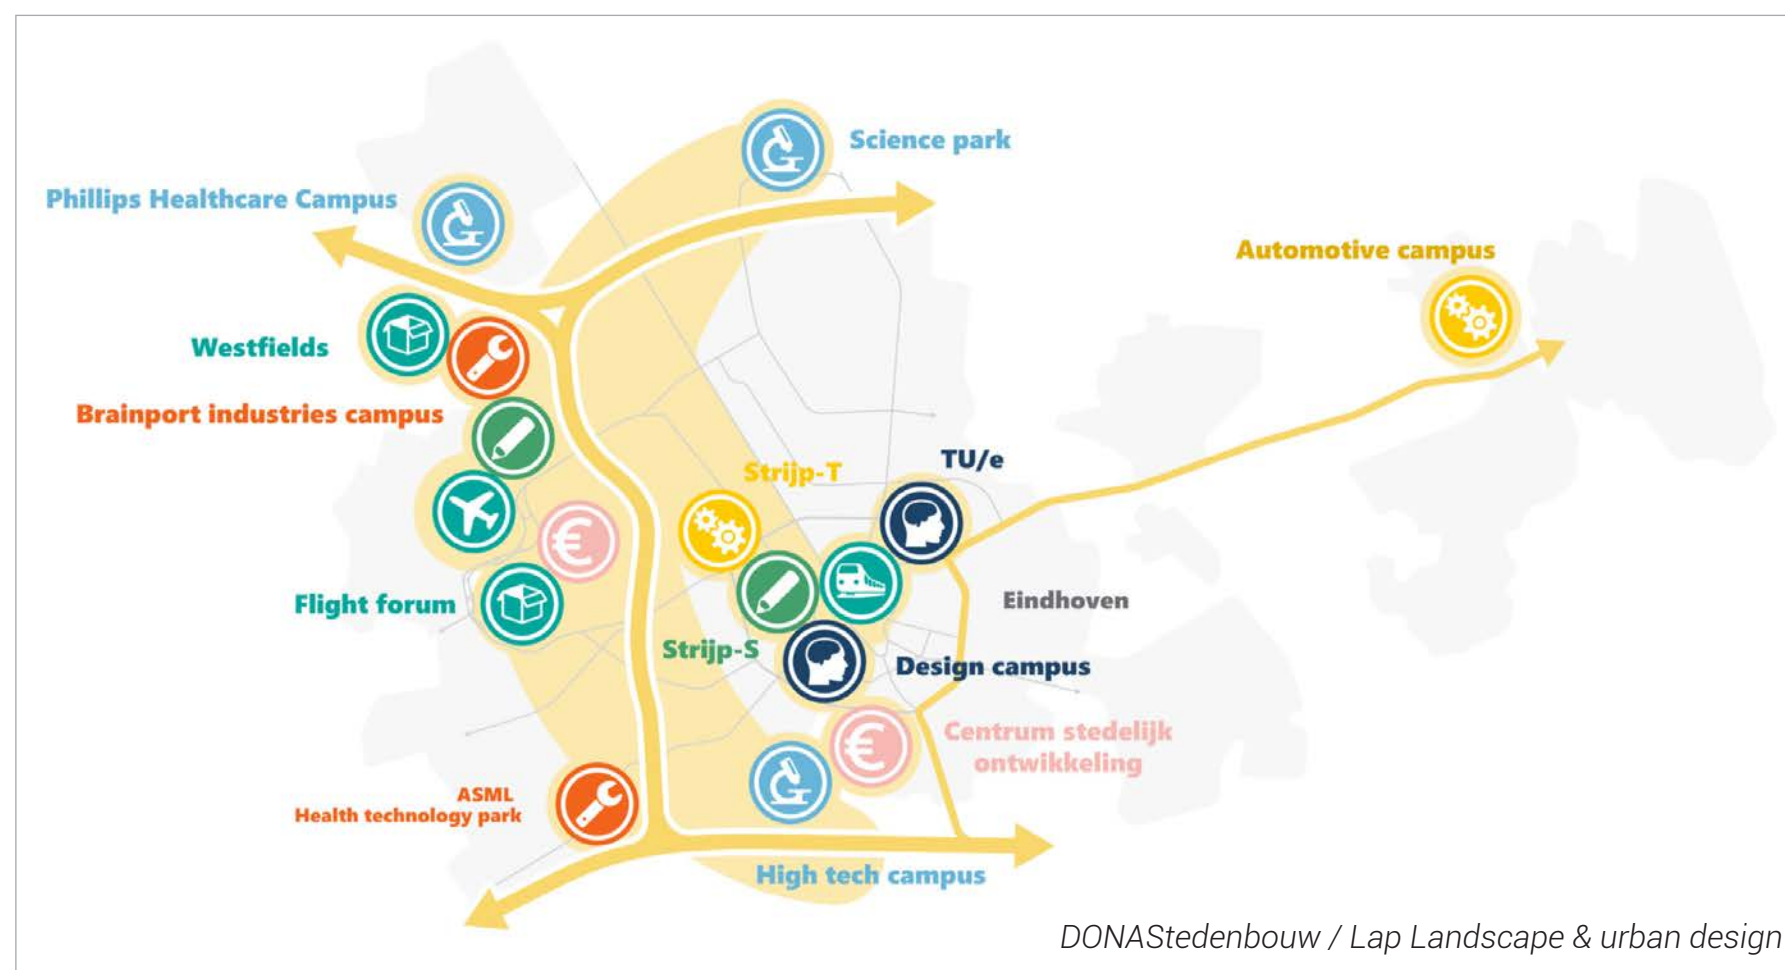 Science park
Phillips Healthcare Campus
Automotive campus
Westfields
Brainport industries campus
TU/e
Strijp-T
Flight forum
Eindhoven
Strijp-S
Design campus
Centrum stedelijk
ontwikkeling
ASML
Health technology park
High tech campus
DONAStedenbouw / Lap Landscape & urban design